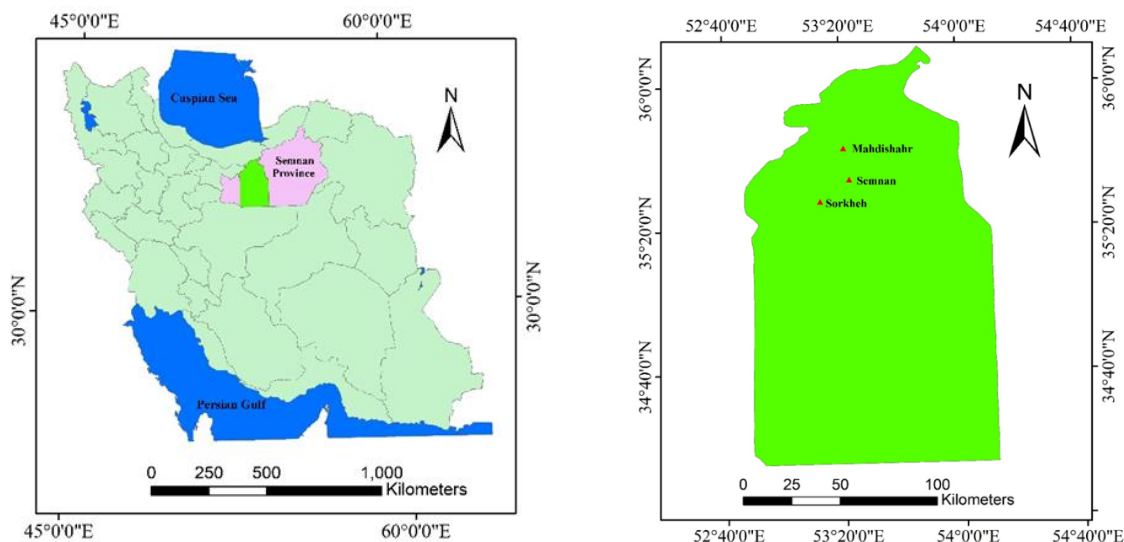 45°0'0"E
60°0'0"E
Caspian Sea
N
Semnan
Province
30°0'0"N
30°0'0"N
Persian Gulf
0 250 500 1,000
Kilometers
45°0'0"E
60°0'0"E
52°40'0"E
53°20'0"E
54°0'0"E
54°40'0"E
36°0'0"N
36°0'0"N
N
Mahdishahr
Semnan
Sorkheh
35°20'0"N
35°20'0"N
34°40'0"N
34°40'0"N
0 25 50 100
Kilometers
52°40'0"E
53°20'0"E
54°0'0"E
54°40'0"E